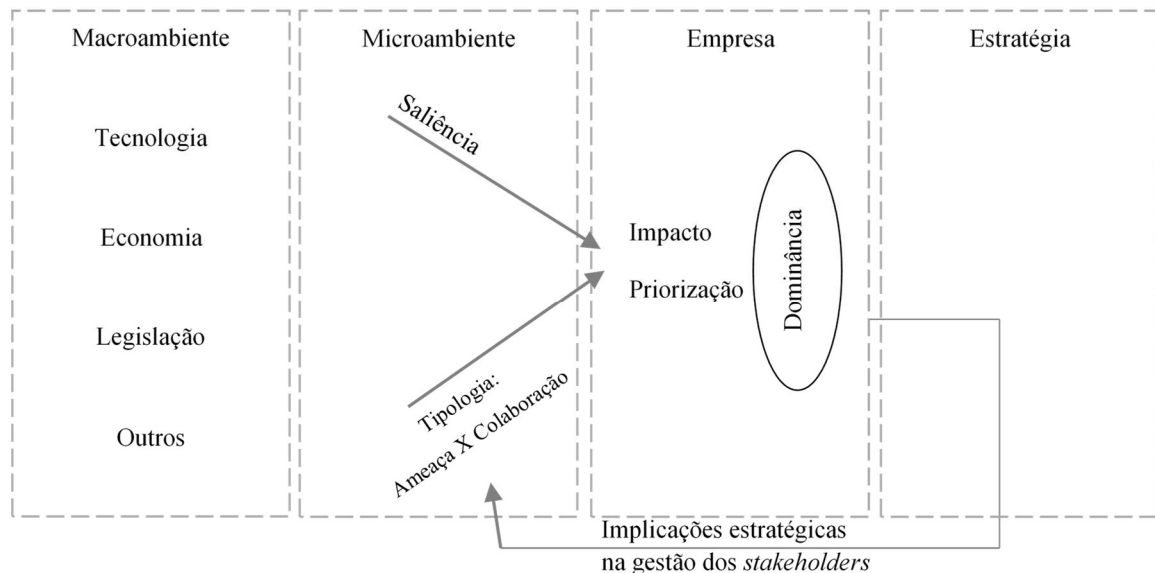 Macroambiente
Tecnologia
Economia
Legislação
Outros
Microambiente
Saliência
Tipologia:
Ameaça X Colaboração
Empresa
Impacto
Priorização
Dominância
Estratégia
Implicações estratégicas
na gestão dos stakeholders